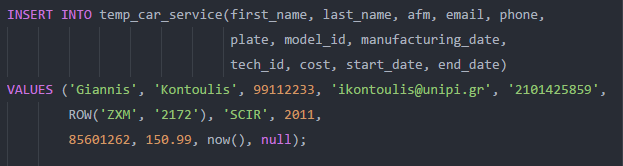 INSERT INTO temp_car_service(first_name, last_name, afm, email, phone,
plate, model_id, manufacturing_date,
tech_id, cost, start_date, end_date)
VALUES ('Giannis', 'Kontoulis', 99112233, 'ikontoulis@unipi.gr', '2101425859',
ROW('ZXM', '2172'), 'SCIR', 2011,
85601262, 150.99, now(), null);